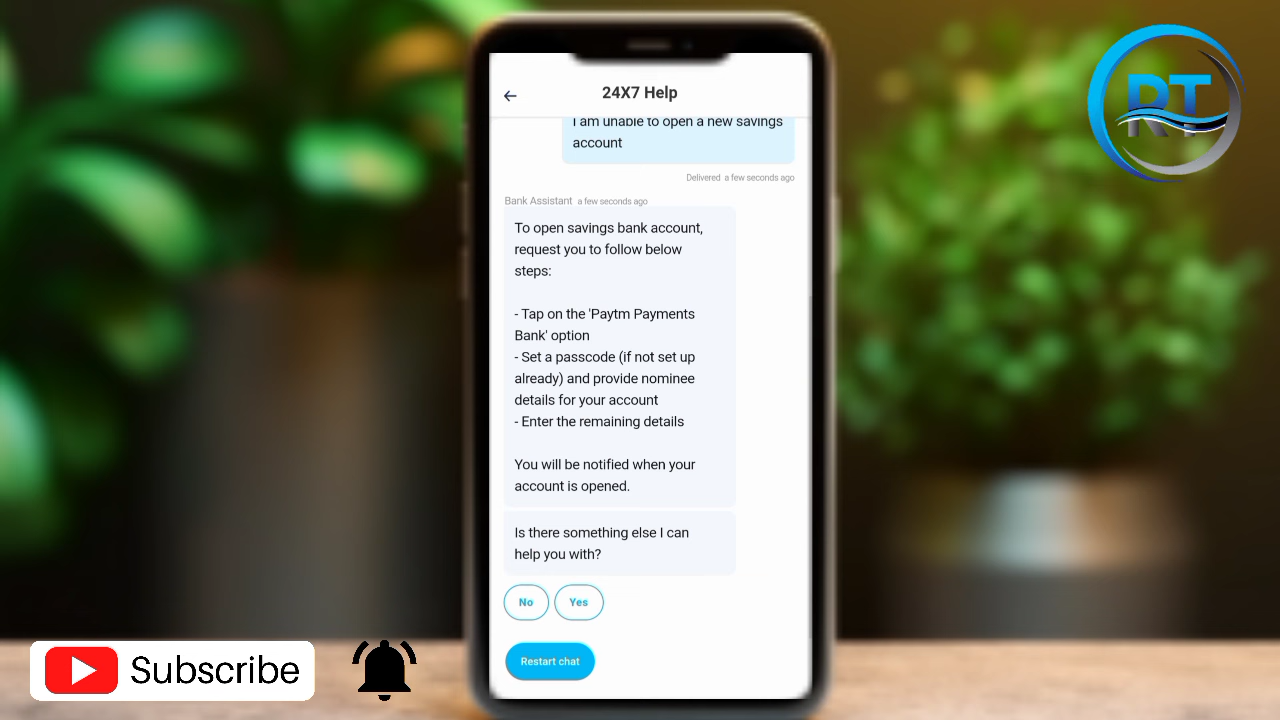 RT
24X7 Help
I am unable to open a new savings
account
Delivered a few seconds ago
Bank Assistant a few seconds ago
To open savings bank account,
request you to follow below
steps:
- Tap on the 'Paytm Payments
Bank' option
- Set a passcode (if not set up
already) and provide nominee
details for your account
- Enter the remaining details
You will be notified when your
account is opened.
Is there something else I can
help you with?
No Yes
Restart chat
Subscribe